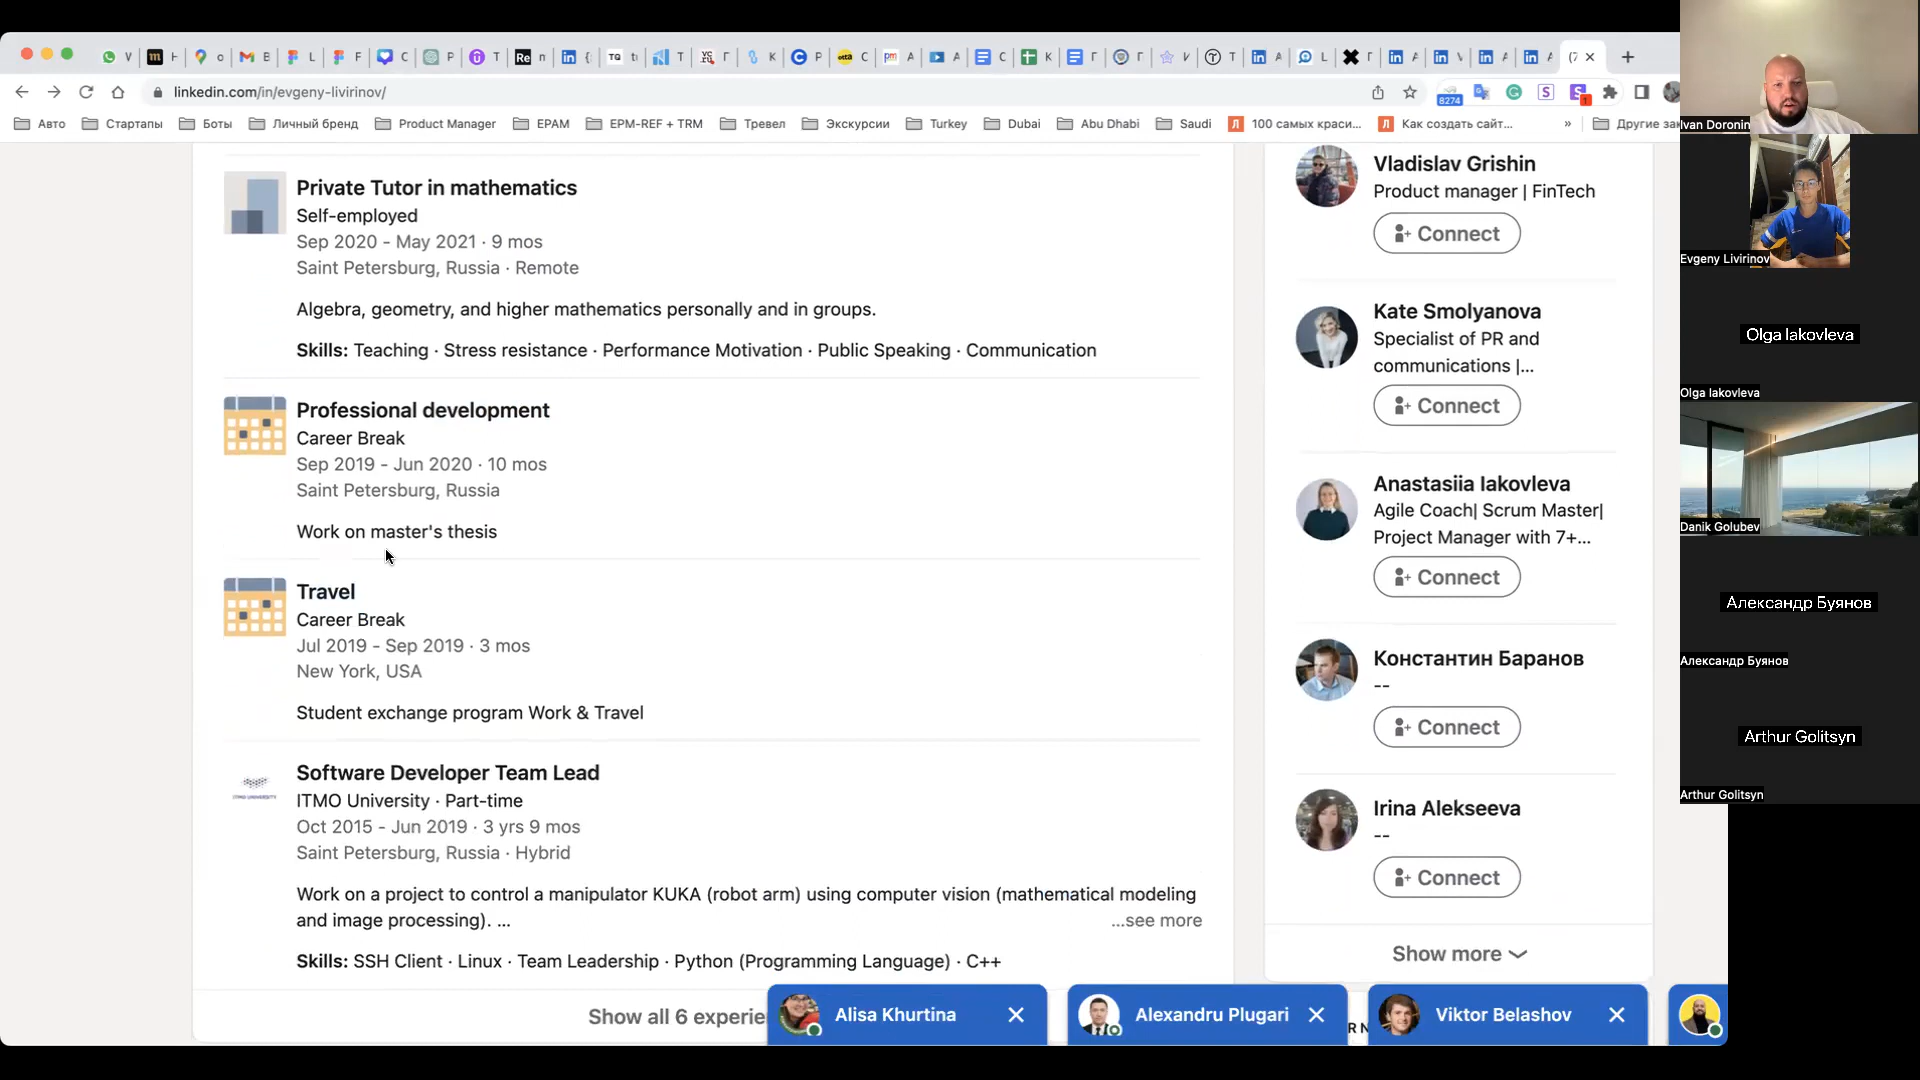 linkedin.com/in/evgeny-livirinov/
8274
1
Авто
Стартапы
Боты
Личный бренд
Product Manager
EPAM
EPM-REF + TRM
Тревел
Экскурсии
Turkey
Dubai
Abu Dhabi
Saudi
100 самых краси...
Как создать сайт...
»
Другие зак
Private Tutor in mathematics
Self-employed
Sep 2020 - May 2021 · 9 mos
Saint Petersburg, Russia · Remote
Algebra, geometry, and higher mathematics personally and in groups.
Skills: Teaching · Stress resistance · Performance Motivation · Public Speaking · Communication
Professional development
Career Break
Sep 2019 - Jun 2020 · 10 mos
Saint Petersburg, Russia
Work on master's thesis
Travel
Career Break
Jul 2019 - Sep 2019 · 3 mos
New York, USA
Student exchange program Work & Travel
Software Developer Team Lead
ITMO University · Part-time
Oct 2015 - Jun 2019 · 3 yrs 9 mos
Saint Petersburg, Russia · Hybrid
Work on a project to control a manipulator KUKA (robot arm) using computer vision (mathematical modeling
and image processing). ...
...see more
Skills: SSH Client · Linux · Team Leadership · Python (Programming Language) · C++
Show all 6 experie
Vladislav Grishin
Product manager | FinTech
Connect
Kate Smolyanova
Specialist of PR and
communications |...
Connect
Anastasiia Iakovleva
Agile Coach| Scrum Master|
Project Manager with 7+...
Connect
Константин Баранов
--
Connect
Irina Alekseeva
--
Connect
Show more
Alisa Khurtina
Alexandru Plugari
Viktor Belashov
Ivan Doronin
Evgeny Livirinov
Olga Iakovleva
Olga Iakovleva
Danik Golubev
Александр Буянов
Александр Буянов
Arthur Golitsyn
Arthur Golitsyn